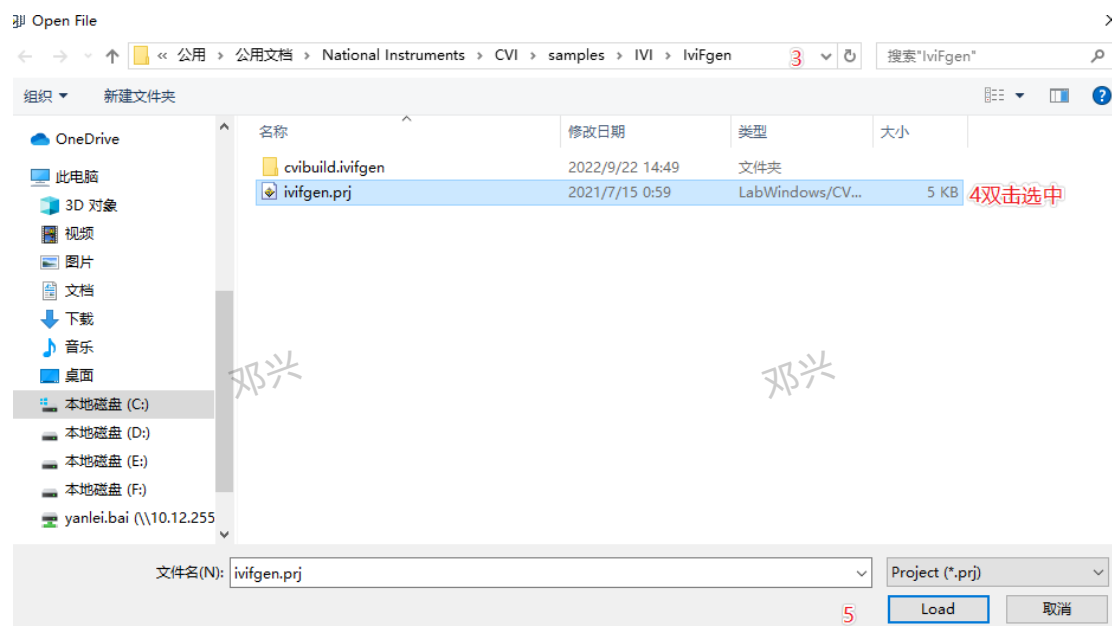 Open File
« 公用 › 公用文档 › National Instruments › CVI › samples › IVI › IviFgen 3
搜索"IviFgen"
组织 新建文件夹
名称 修改日期 类型 大小
OneDrive
此电脑
3D 对象
视频
图片
文档
下载
音乐
桌面
本地磁盘 (C:)
本地磁盘 (D:)
本地磁盘 (E:)
本地磁盘 (F:)
yanlei.bai (\\10.12.255
cvibuild.ivifgen 2022/9/22 14:49 文件夹
ivifgen.prj 2021/7/15 0:59 LabWindows/CV... 5 KB 4双击选中
邓兴 邓兴
文件名(N): ivifgen.prj Project (*.prj)
5 Load 取消